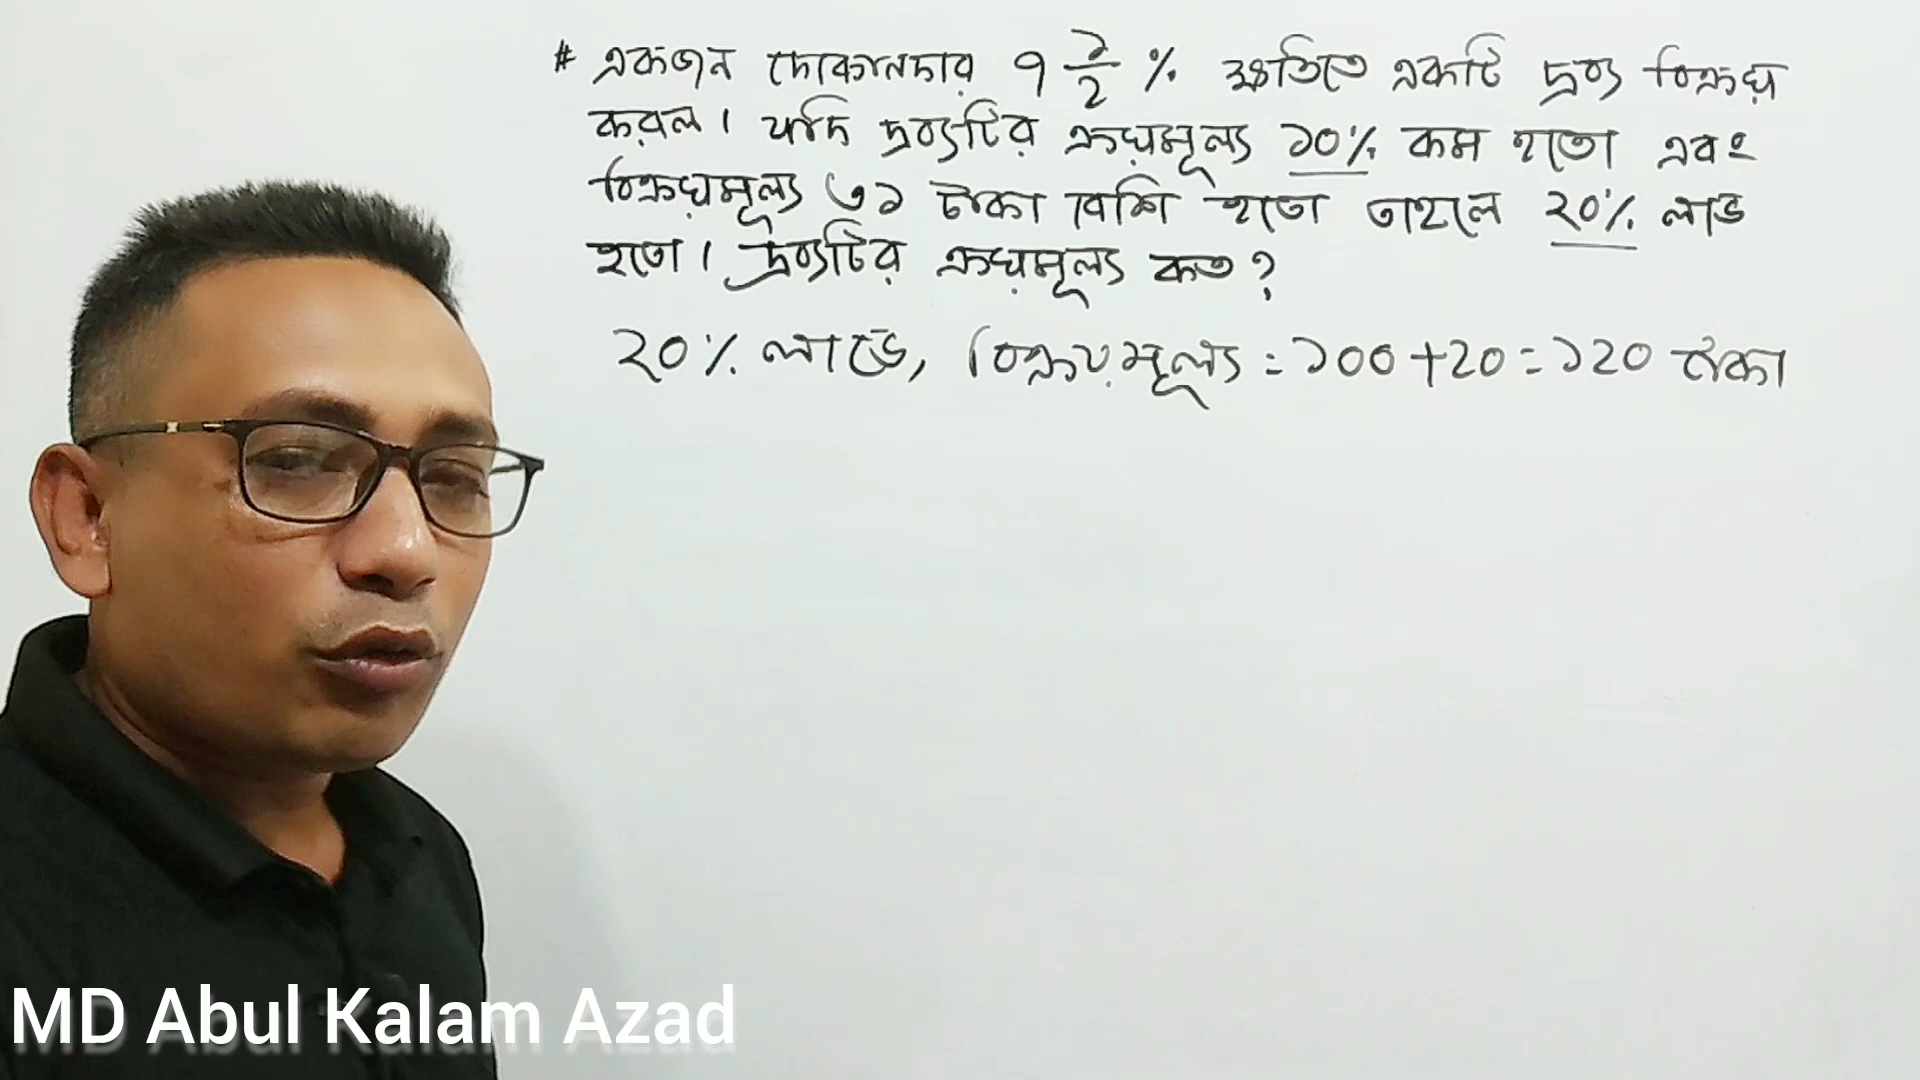 # একজন দোকানদার ৭ ১/২ % ক্ষতিতে একটি দ্রব্য বিক্রয়
করল। যদি দ্রব্যটির ক্রয়মূল্য ১০% কম হতো এবং
বিক্রয়মূল্য ৩১ টাকা বেশি হতো তাহলে ২০% লাভ
হতো। দ্রব্যটির ক্রয়মূল্য কত?
২০% লাভে, বিক্রয়মূল্য = ১০০ + ২০ = ১২০ টাকা
MD Abul Kalam Azad